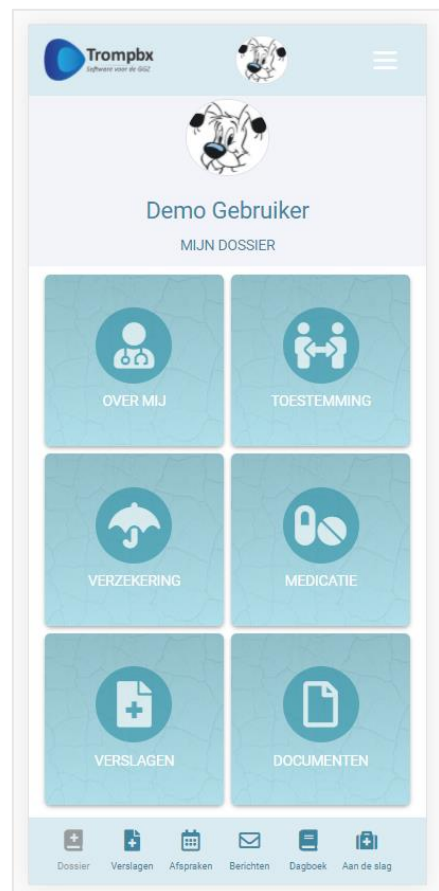 Trompbx
Software voor de GGZ
Demo Gebruiker
MIJN DOSSIER
OVER MIJ
TOESTEMMING
VERZEKERING
MEDICATIE
VERSLAGEN
DOCUMENTEN
Dossier Verslagen Afspraken Berichten Dagboek Aan de slag